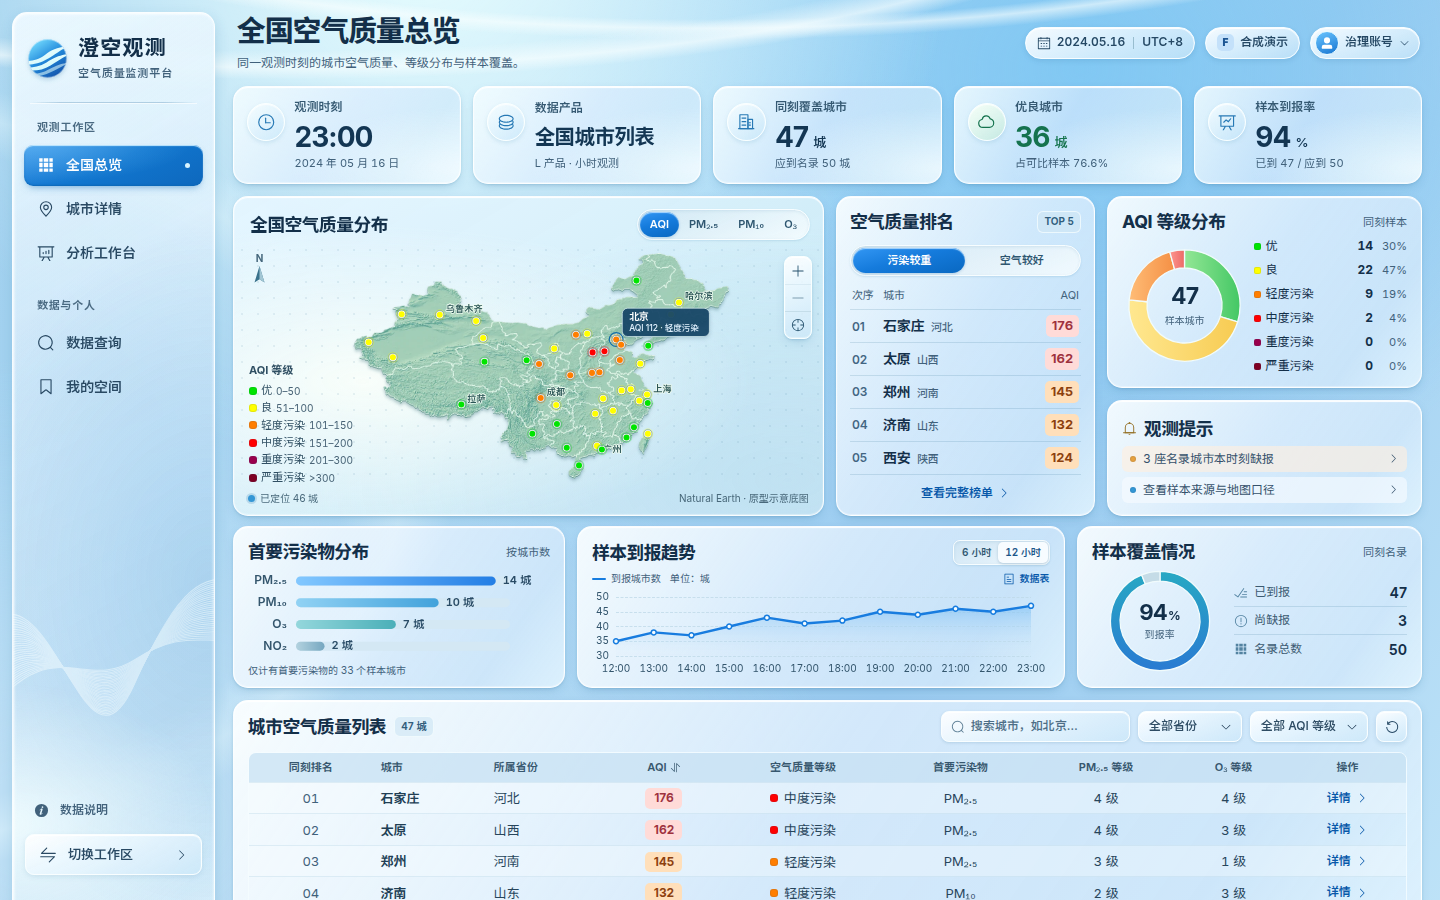 澄空观测
空气质量监测平台
观测工作区
全国总览
城市详情
分析工作台
数据与个人
数据查询
我的空间
数据说明
切换工作区
全国空气质量总览
同一观测时刻的城市空气质量、等级分布与样本覆盖。
2024.05.16 UTC+8
F 合成演示
治理账号
观测时刻
23:00
2024 年 05 月 16 日
数据产品
全国城市列表
L 产品 · 小时观测
同刻覆盖城市
47 城
应到名录 50 城
优良城市
36 城
占可比样本 76.6%
样本到报率
94 %
已到 47 / 应到 50
全国空气质量分布
AQI PM₂.₅ PM₁₀ O₃
N
哈尔滨
乌鲁木齐
北京
AQI 112 · 轻度污染
成都
上海
拉萨
广州
AQI 等级
优 0–50
良 51–100
轻度污染 101–150
中度污染 151–200
重度污染 201–300
严重污染 >300
已定位 46 城
Natural Earth · 原型示意底图
空气质量排名
TOP 5
污染较重 空气较好
次序 城市 AQI
01 石家庄 河北 176
02 太原 山西 162
03 郑州 河南 145
04 济南 山东 132
05 西安 陕西 124
查看完整榜单
AQI 等级分布
同刻样本
47
样本城市
优 14 30%
良 22 47%
轻度污染 9 19%
中度污染 2 4%
重度污染 0 0%
严重污染 0 0%
观测提示
3 座名录城市本时刻缺报
查看样本来源与地图口径
首要污染物分布
按城市数
PM₂.₅ 14 城
PM₁₀ 10 城
O₃ 7 城
NO₂ 2 城
仅计有首要污染物的 33 个样本城市
样本到报趋势
6 小时 12 小时
到报城市数 单位：城
数据表
50
45
40
35
30
12:00 13:00 14:00 15:00 16:00 17:00 18:00 19:00 20:00 21:00 22:00 23:00
样本覆盖情况
同刻名录
94%
到报率
已到报 47
尚缺报 3
名录总数 50
城市空气质量列表
47 城
搜索城市，如北京...
全部省份
全部 AQI 等级
同刻排名 城市 所属省份 AQI 空气质量等级 首要污染物 PM₂.₅ 等级 O₃ 等级 操作
01 石家庄 河北 176 中度污染 PM₂.₅ 4 级 4 级 详情
02 太原 山西 162 中度污染 PM₂.₅ 4 级 3 级 详情
03 郑州 河南 145 轻度污染 PM₂.₅ 3 级 1 级 详情
04 济南 山东 132 轻度污染 PM₁₀ 2 级 3 级 详情